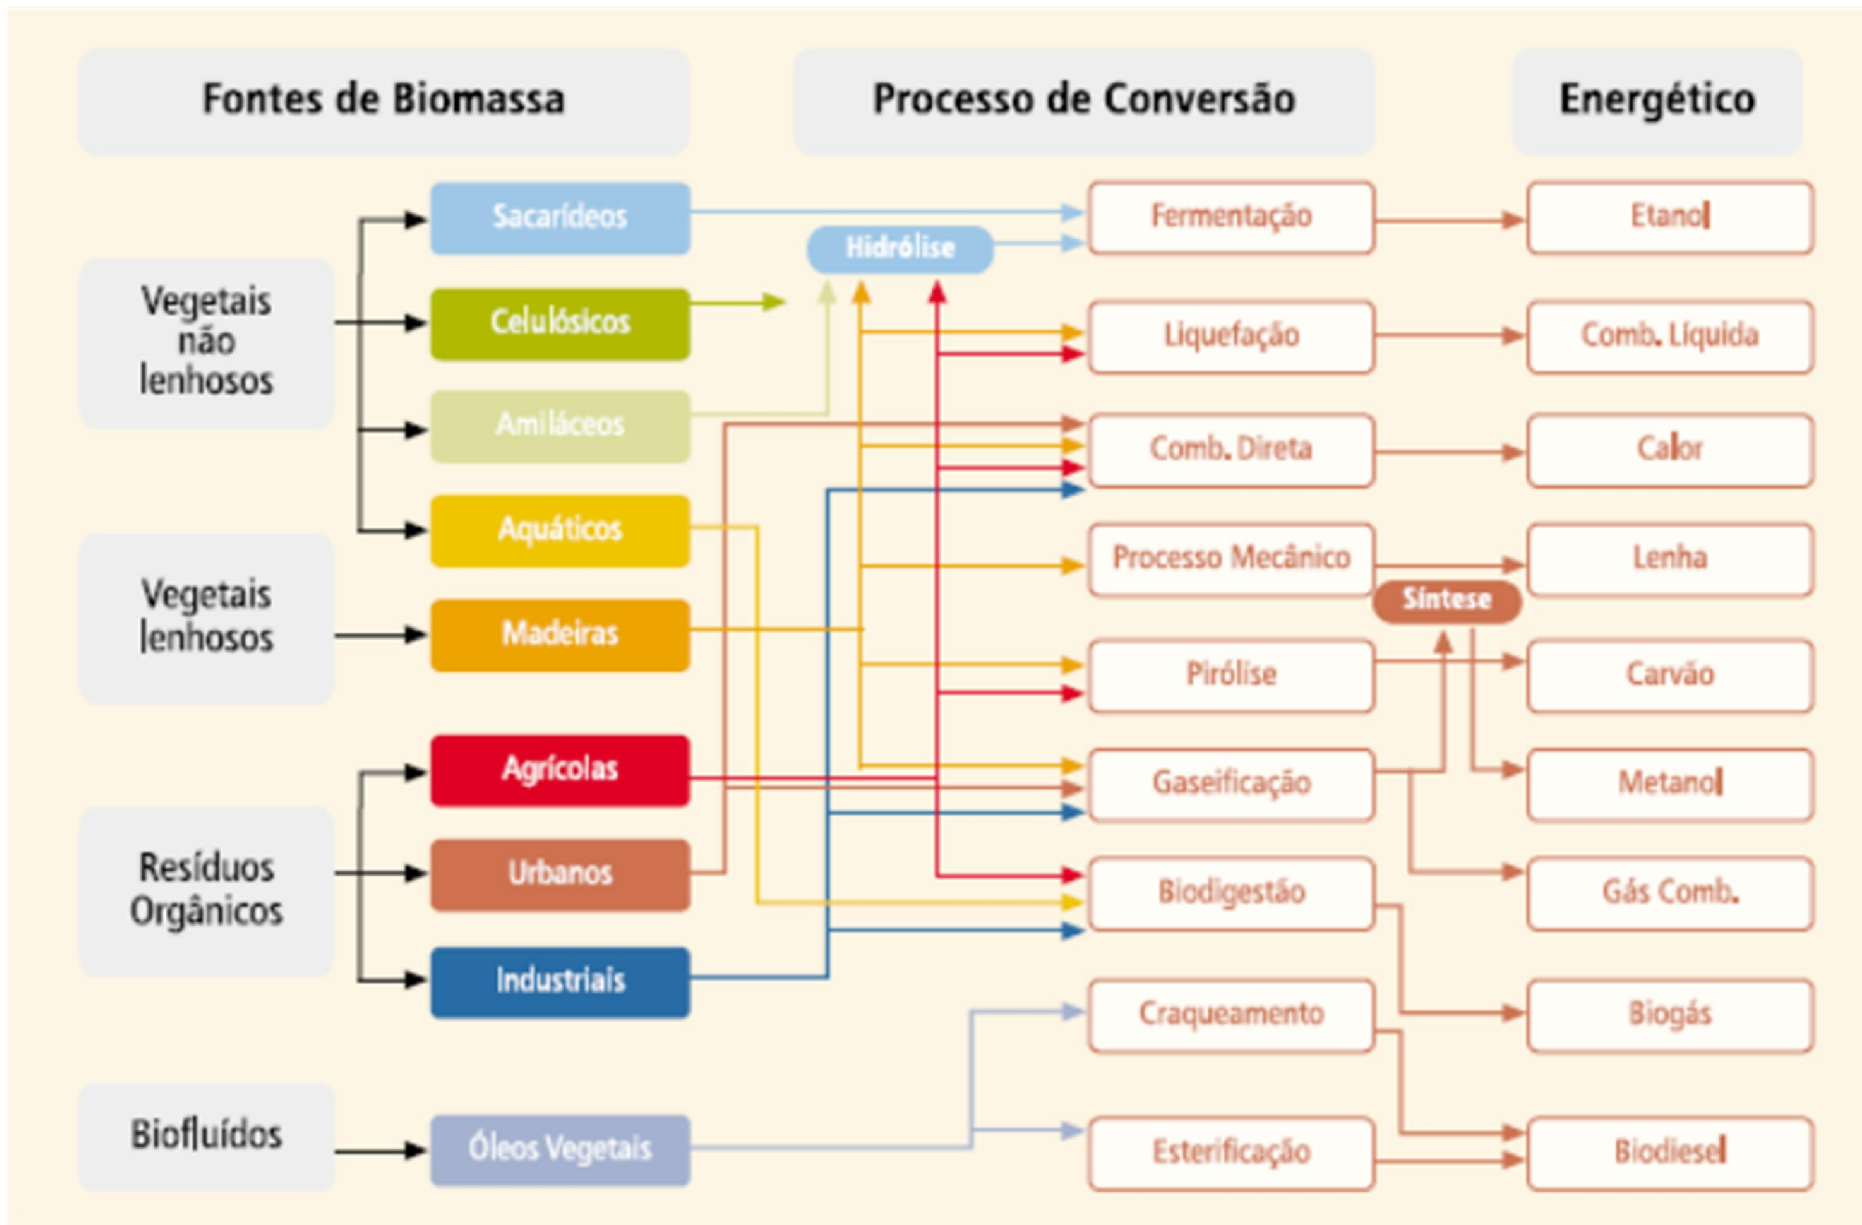 Fontes de Biomassa
Processo de Conversão
Energético
Vegetais
não
lenhosos
Vegetais
lenhosos
Resíduos
Orgânicos
Biofluídos
Sacarídeos
Celulósicos
Amiláceos
Aquáticos
Madeiras
Agrícolas
Urbanos
Industriais
Óleos Vegetais
Hidrólise
Fermentação
Liquefação
Comb. Direta
Processo Mecânico
Pirólise
Gaseificação
Biodigestão
Craqueamento
Esterificação
Síntese
Etanol
Comb. Líquida
Calor
Lenha
Carvão
Metanol
Gás Comb.
Biogás
Biodiesel